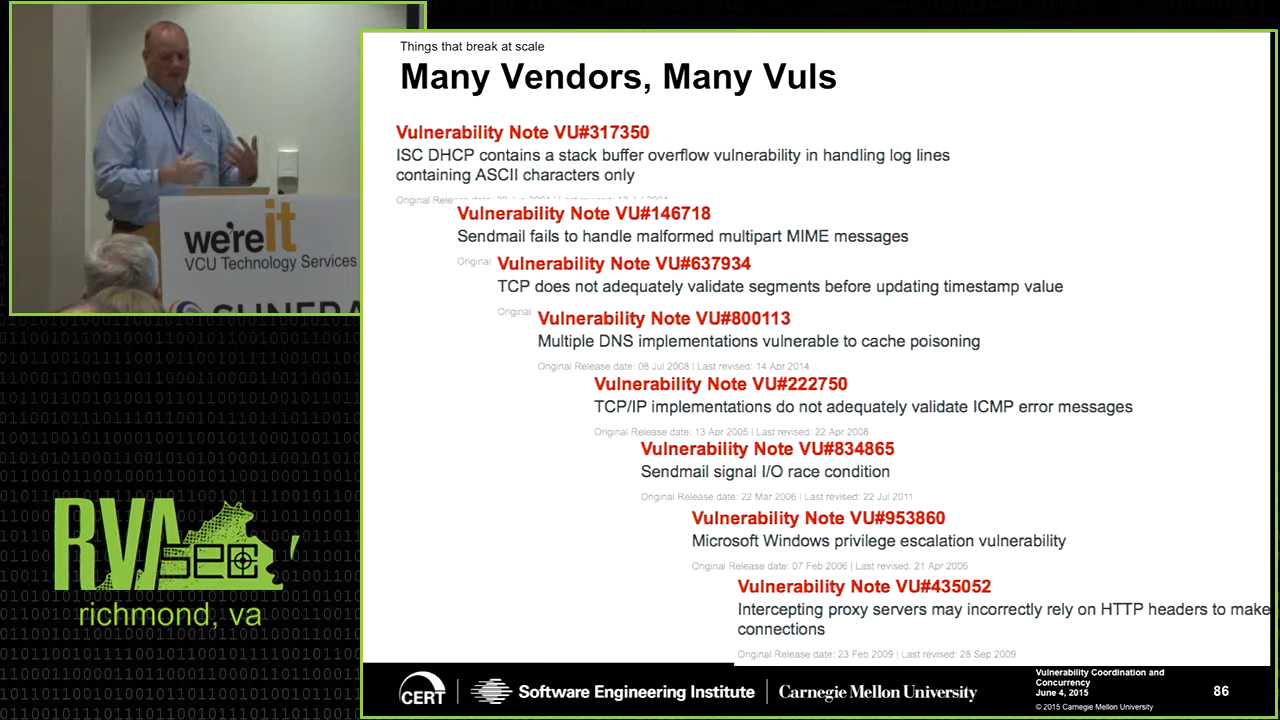 Things that break at scale
Many Vendors, Many Vuls
Vulnerability Note VU#317350
ISC DHCP contains a stack buffer overflow vulnerability in handling log lines
containing ASCII characters only
Original Release date:
Vulnerability Note VU#146718
Sendmail fails to handle malformed multipart MIME messages
Original
Vulnerability Note VU#637934
TCP does not adequately validate segments before updating timestamp value
Original
Vulnerability Note VU#800113
Multiple DNS implementations vulnerable to cache poisoning
Original Release date: 08 Jul 2008 | Last revised: 14 Apr 2014
Vulnerability Note VU#222750
TCP/IP implementations do not adequately validate ICMP error messages
Original Release date: 13 Apr 2005 | Last revised: 22 Apr 2008
Vulnerability Note VU#834865
Sendmail signal I/O race condition
Original Release date: 22 Mar 2006 | Last revised: 22 Jul 2011
Vulnerability Note VU#953860
Microsoft Windows privilege escalation vulnerability
Original Release date: 07 Feb 2006 | Last revised: 21 Apr 2006
Vulnerability Note VU#435052
Intercepting proxy servers may incorrectly rely on HTTP headers to make
connections
Original Release date: 23 Feb 2009 | Last revised: 28 Sep 2009
we're it
VCU Technology Services
RVA
sec
richmond, va
CERT
Software Engineering Institute
Carnegie Mellon University
Vulnerability Coordination and
Concurrency
June 4, 2015
© 2015 Carnegie Mellon University
86